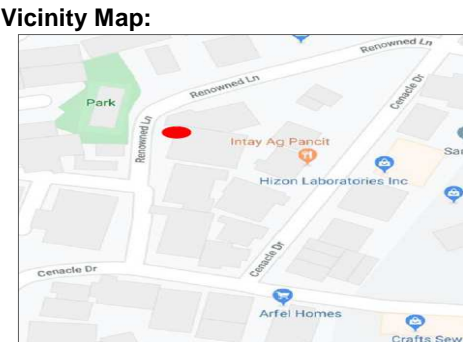 Vicinity Map:
Renowned Ln
Renowned Ln
Cenacle Dr
Park
Renowned Ln
Intay Ag Pancit
Hizon Laboratories Inc
Cenacle Dr
Cenacle Dr
Arfel Homes
Crafts Sew